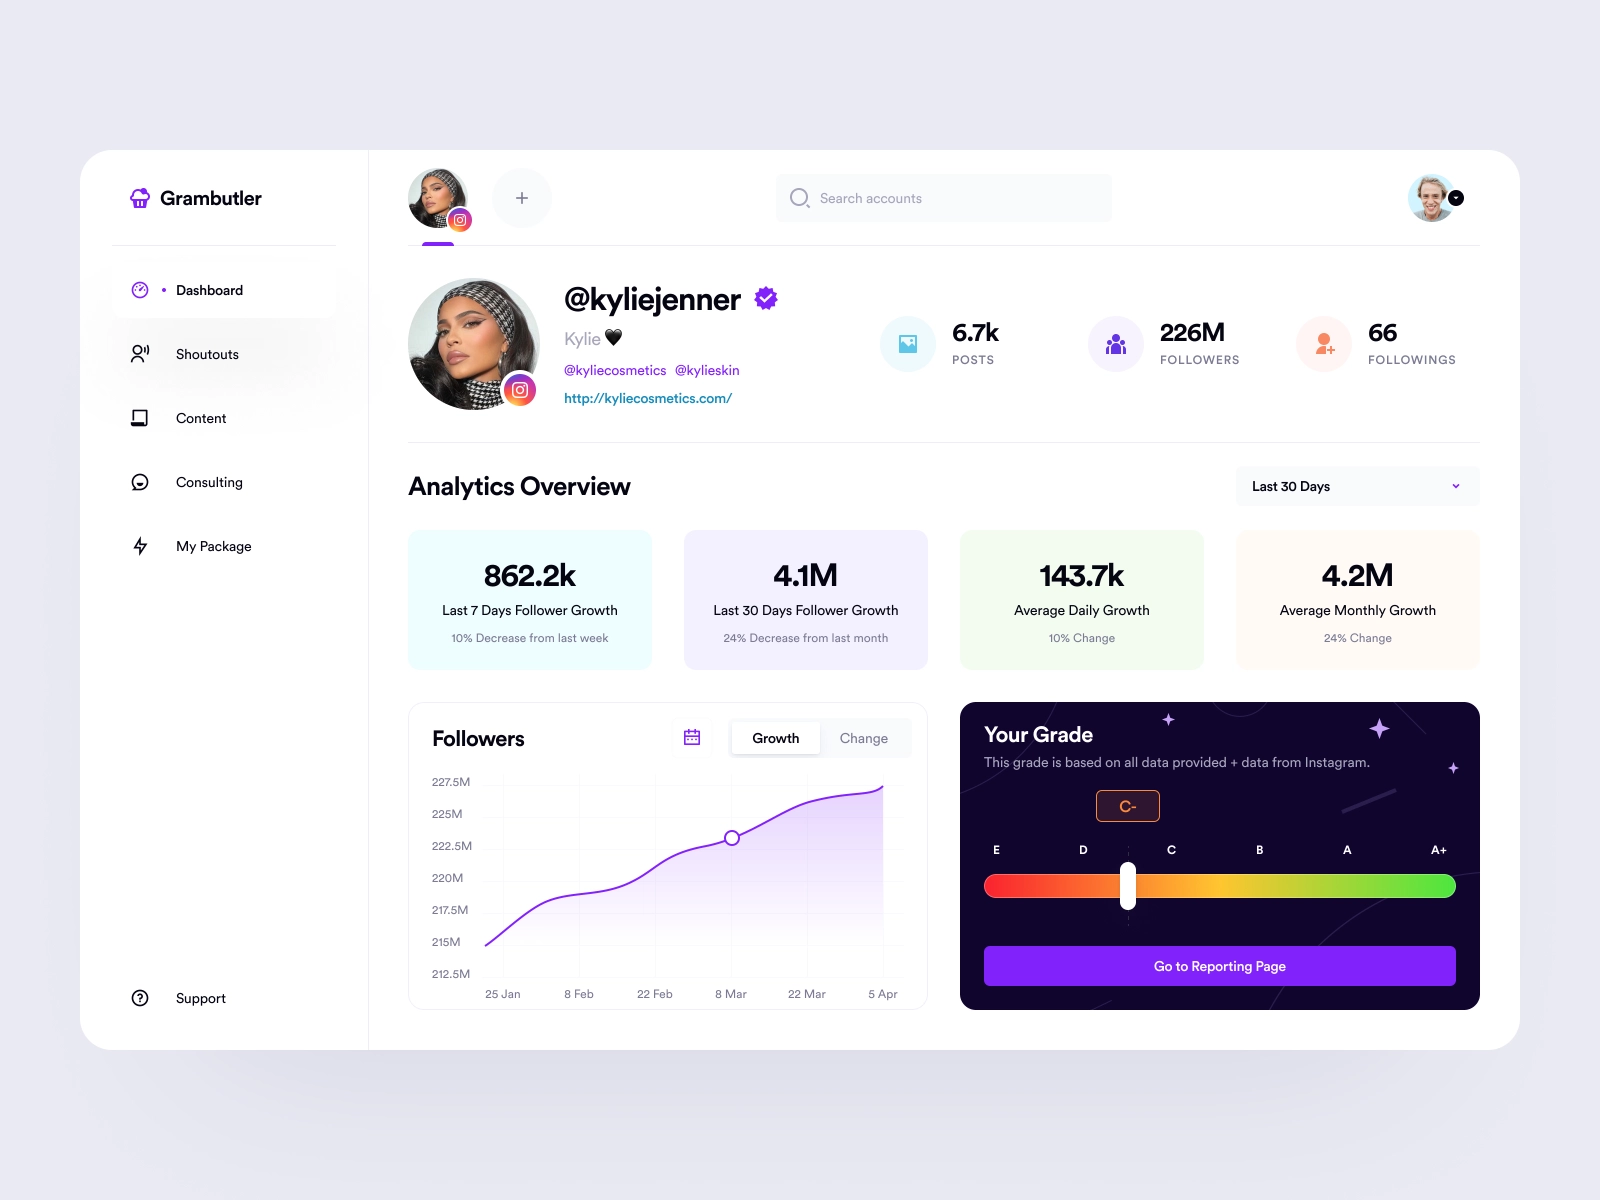 Grambutler
Search accounts
Dashboard
Shoutouts
Content
Consulting
My Package
Support
@kyliejenner
Kylie 🖤
@kyliecosmetics @kylieskin
http://kyliecosmetics.com/
6.7k
POSTS
226M
FOLLOWERS
66
FOLLOWINGS
Analytics Overview
Last 30 Days
862.2k
Last 7 Days Follower Growth
10% Decrease from last week
4.1M
Last 30 Days Follower Growth
24% Decrease from last month
143.7k
Average Daily Growth
10% Change
4.2M
Average Monthly Growth
24% Change
Followers
Growth
Change
227.5M
225M
222.5M
220M
217.5M
215M
212.5M
25 Jan
8 Feb
22 Feb
8 Mar
22 Mar
5 Apr
Your Grade
This grade is based on all data provided + data from Instagram.
C-
E D C B A A+
Go to Reporting Page